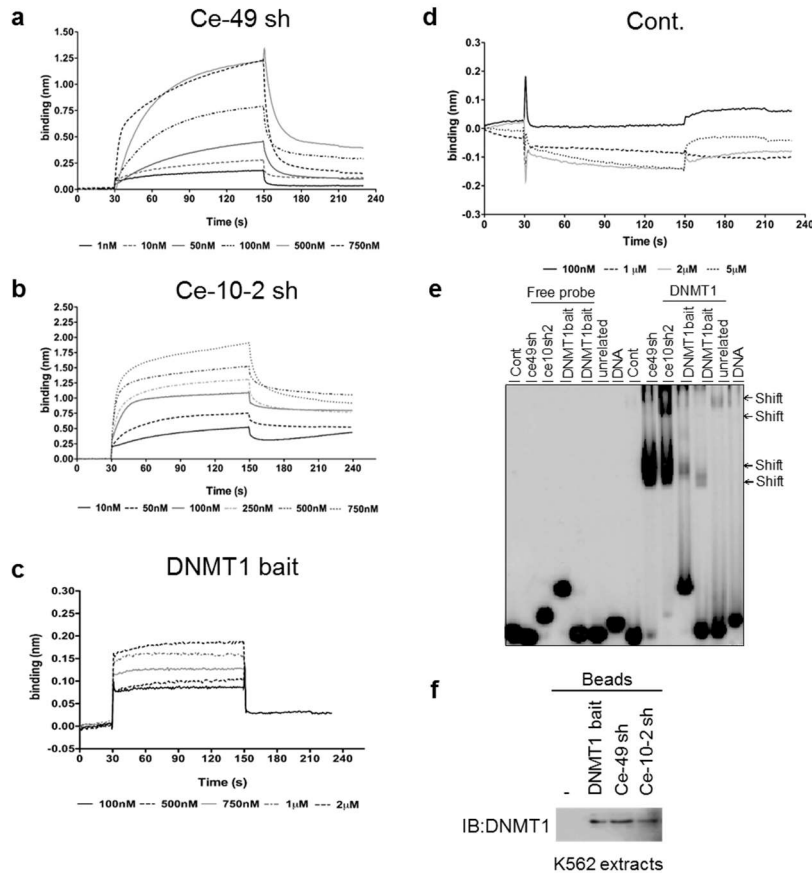 a
Ce-49 sh
binding (nm)
1.50
1.25
1.00
0.75
0.50
0.25
0.00
0 30 60 90 120 150 180 210 240
Time (s)
1nM 10nM 50nM 100nM 500nM 750nM
b
Ce-10-2 sh
binding (nm)
2.50
2.25
2.00
1.75
1.50
1.25
1.00
0.75
0.50
0.25
0.00
0 30 60 90 120 150 180 210 240
Time (s)
10nM 50nM 100nM 250nM 500nM 750nM
c
DNMT1 bait
binding (nm)
0.30
0.25
0.20
0.15
0.10
0.05
0.00
-0.05
0 30 60 90 120 150 180 210 240
Time (s)
100nM 500nM 750nM 1µM 2µM
d
Cont.
binding (nm)
0.3
0.2
0.1
0.0
-0.1
-0.2
-0.3
0 30 60 90 120 150 180 210 240
Time (s)
100nM 1 µM 2µM 5µM
e
Free probe
DNMT1
Cont
ce49sh
ce10sh2
DNMT1bait
DNMT1bait
unrelated
DNA
Cont
ce49sh
ce10sh2
DNMT1bait
DNMT1bait
unrelated
DNA
Shift
Shift
Shift
Shift
f
Beads
-
DNMT1 bait
Ce-49 sh
Ce-10-2 sh
IB:DNMT1
K562 extracts